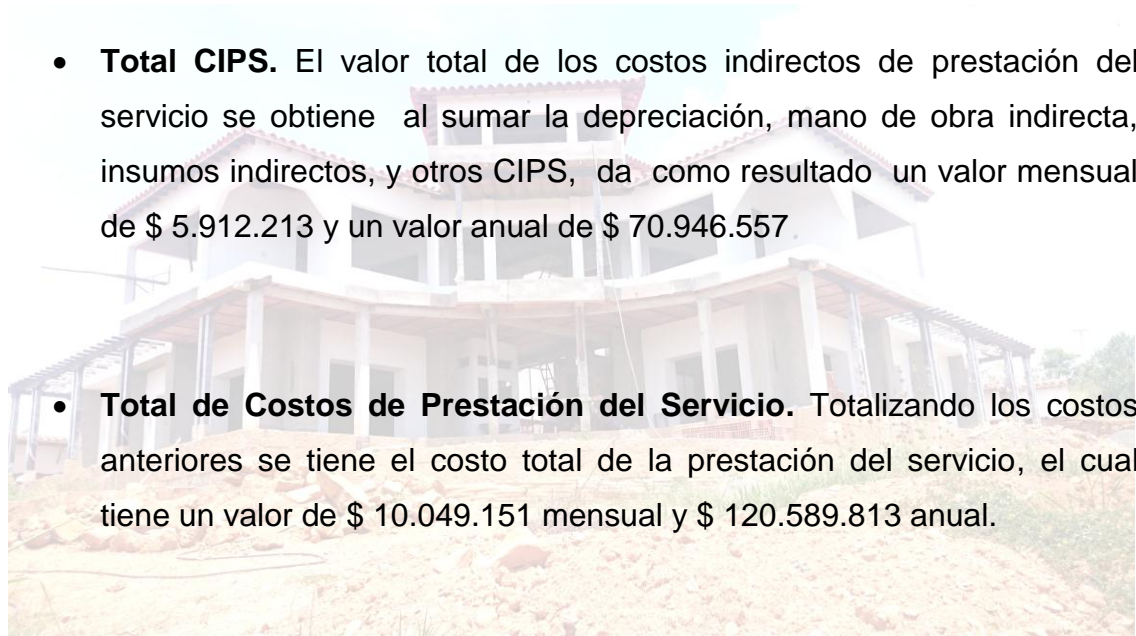 • Total CIPS. El valor total de los costos indirectos de prestación del
servicio se obtiene al sumar la depreciación, mano de obra indirecta,
insumos indirectos, y otros CIPS, da como resultado un valor mensual
de $ 5.912.213 y un valor anual de $ 70.946.557
• Total de Costos de Prestación del Servicio. Totalizando los costos
anteriores se tiene el costo total de la prestación del servicio, el cual
tiene un valor de $ 10.049.151 mensual y $ 120.589.813 anual.